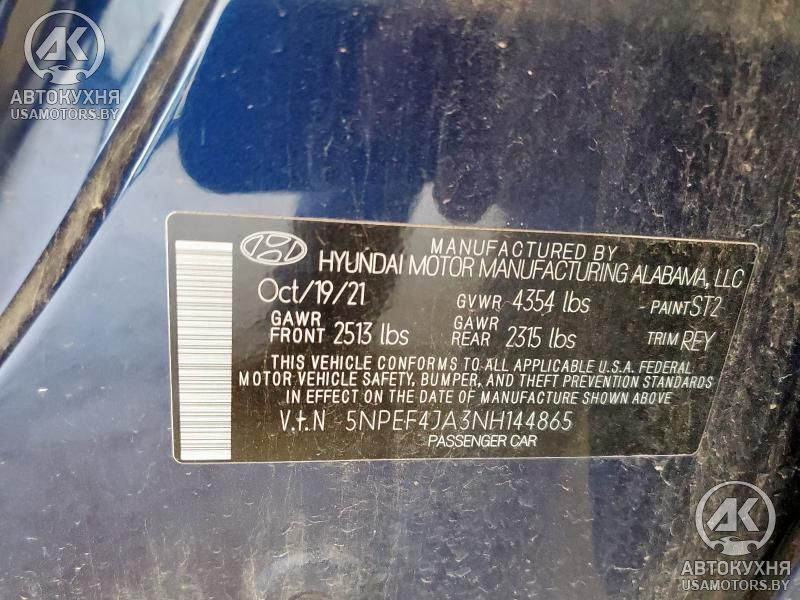 AK
АВТОКУХНЯ
USAMOTORS.BY
MANUFACTURED BY
HYUNDAI MOTOR MANUFACTURING ALABAMA, LLC
Oct/19/21 GVWR 4354 lbs PAINT ST2
GAWR FRONT 2513 lbs GAWR REAR 2315 lbs TRIM REY
THIS VEHICLE CONFORMS TO ALL APPLICABLE U.S.A. FEDERAL
MOTOR VEHICLE SAFETY, BUMPER, AND THEFT PREVENTION STANDARDS
IN EFFECT ON THE DATE OF MANUFACTURE SHOWN ABOVE
V.I.N 5NPEF4JA3NH144865
PASSENGER CAR
AK
АВТОКУХНЯ
USAMOTORS.BY